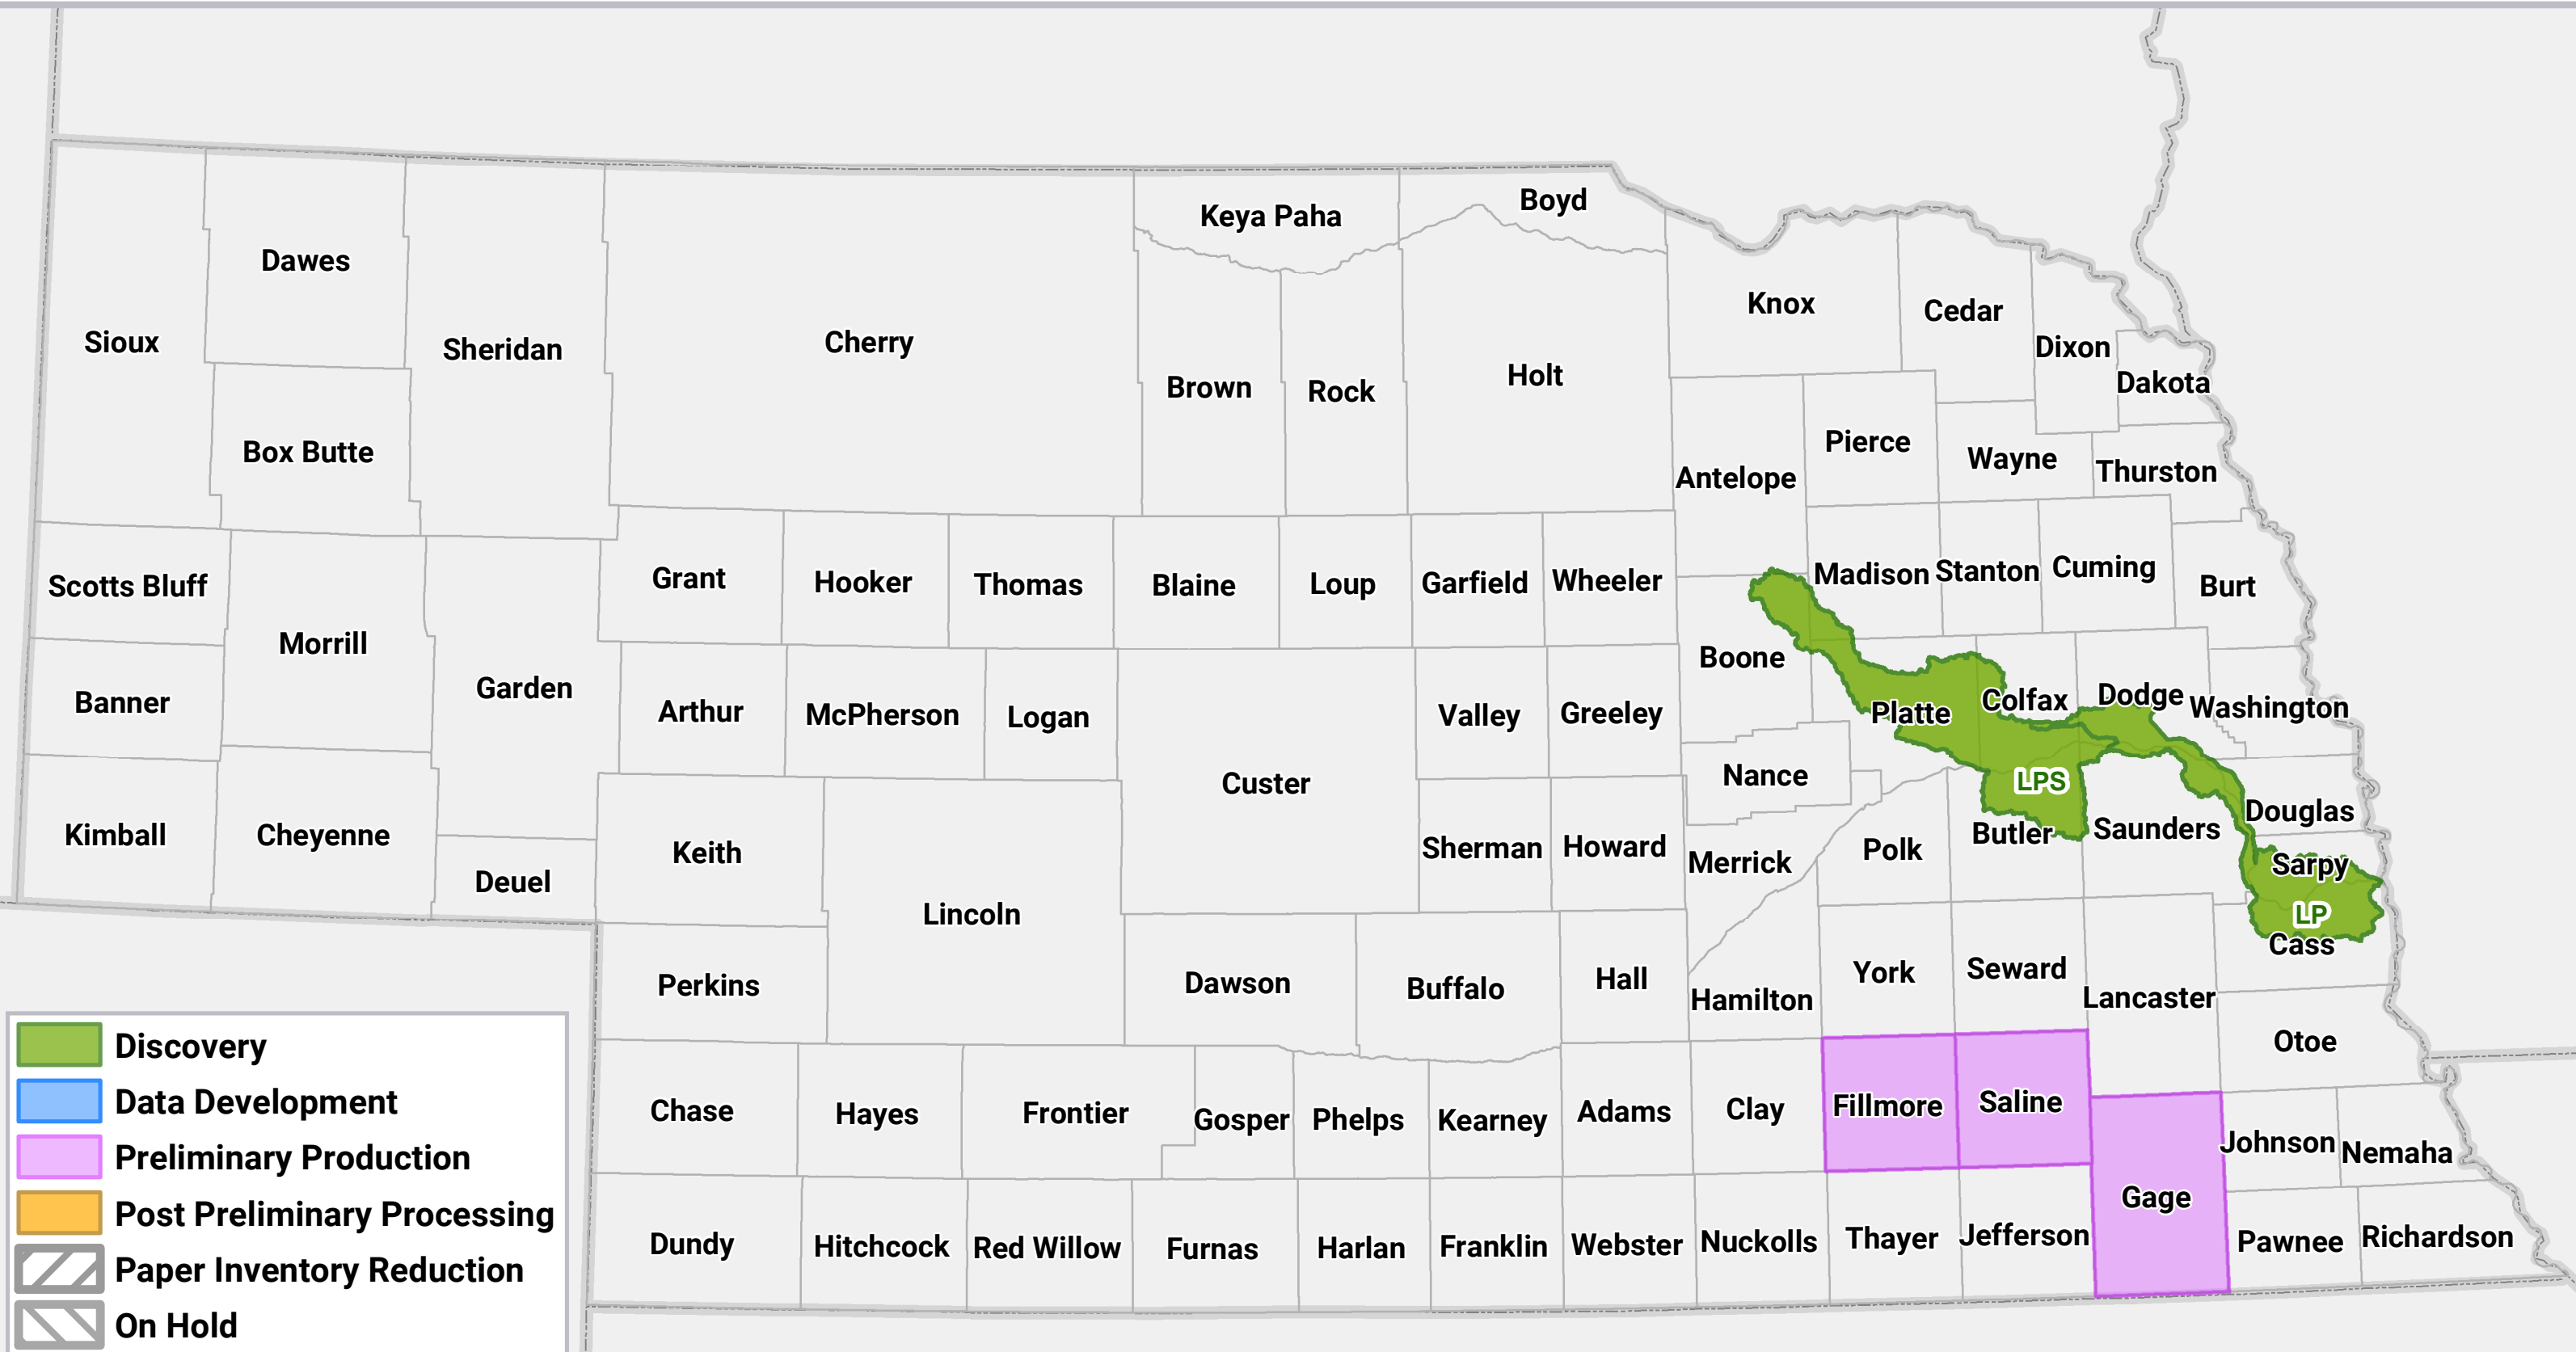 Boyd
Keya Paha
Dawes
Knox
Cedar
Sioux
Cherry
Dixon
Sheridan
Holt
Dakota
Brown
Rock
Pierce
Box Butte
Wayne
Thurston
Antelope
Cuming
Stanton
Madison
Grant
Wheeler
Hooker
Garfield
Loup
Thomas
Blaine
Scotts Bluff
Burt
Morrill
Boone
Garden
Dodge
Colfax
Banner
Washington
Arthur
Platte
Greeley
McPherson
Valley
Logan
Nance
LPS
Custer
Douglas
Saunders
Butler
Kimball
Cheyenne
Howard
Sherman
Polk
Keith
Merrick
Sarpy
Deuel
Lincoln
LP
Cass
Seward
York
Hall
Dawson
Perkins
Buffalo
Lancaster
Hamilton
Otoe
Saline
Fillmore
Clay
Chase
Adams
Frontier
Hayes
Gosper
Phelps
Kearney
Johnson
Nemaha
Gage
Jefferson
Richardson
Thayer
Nuckolls
Pawnee
Dundy
Webster
Hitchcock
Franklin
Red Willow
Harlan
Furnas
Discovery
Data Development
Preliminary Production
Post Preliminary Processing
Paper Inventory Reduction
On Hold